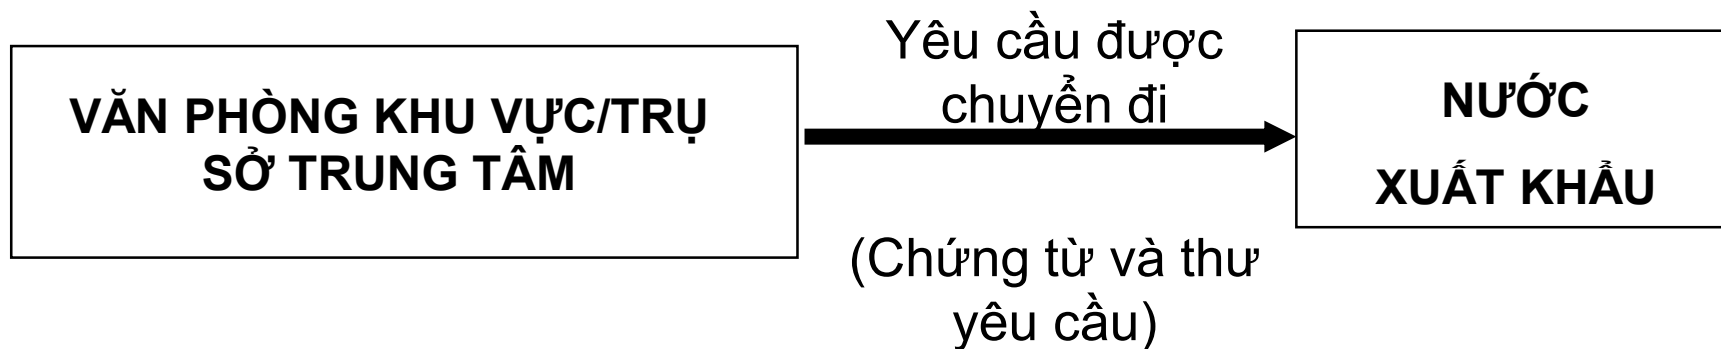 VĂN PHÒNG KHU VỰC/TRỤ
SỞ TRUNG TÂM
Yêu cầu được
chuyển đi
(Chứng từ và thư
yêu cầu)
NƯỚC
XUẤT KHẨU